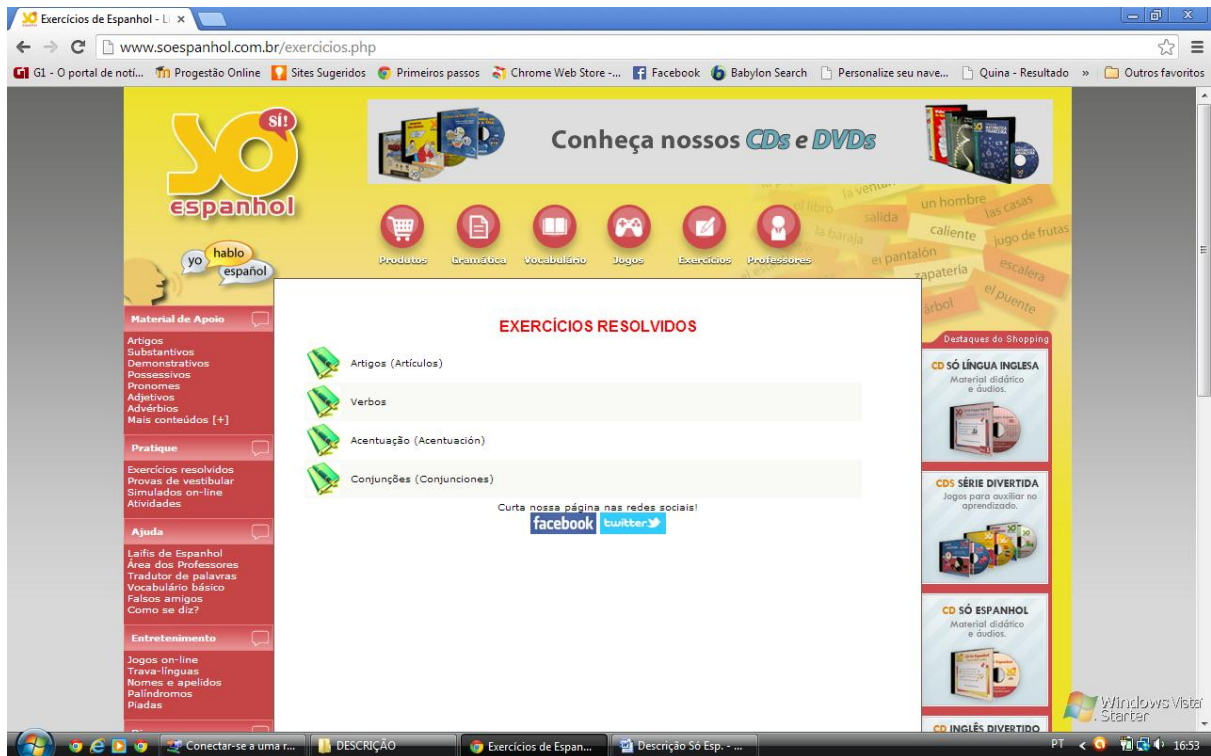 Exercícios de Espanhol - Li
www.soespanhol.com.br/exercicios.php
G1 - O portal de notí...
Progestão Online
Sites Sugeridos
Primeiros passos
Chrome Web Store -...
Facebook
Babylon Search
Personalize seu nave...
Quina - Resultado
»
Outros favoritos
SÓ
SÍ!
espanhol
yo hablo
español
Conheça nossos CDs e DVDs
Produtos
Gramática
Vocabulário
Jogos
Exercícios
Professores
el libro
la baraja
salida
un hombre
las casas
caliente
jugo de frutas
el pantalón
zapatería
escalera
árbol
el puente
Material de Apoio
Artigos
Substantivos
Demonstrativos
Possessivos
Pronomes
Adjetivos
Advérbios
Mais conteúdos [+]
Pratique
Exercícios resolvidos
Provas de vestibular
Simulados on-line
Atividades
Ajuda
Laifis de Espanhol
Área dos Professores
Tradutor de palavras
Vocabulário básico
Falsos amigos
Como se diz?
Entretenimento
Jogos on-line
Trava-línguas
Nomes e apelidos
Palíndromos
Piadas
EXERCÍCIOS RESOLVIDOS
Artigos (Artículos)
Verbos
Acentuação (Acentuación)
Conjunções (Conjunciones)
Curta nossa página nas redes sociais!
facebook
twitter
Destaques do Shopping
CD SÓ LÍNGUA INGLESA
Material didático
e áudios.
CDS SÉRIE DIVERTIDA
Jogos para auxiliar no
aprendizado.
CD SÓ ESPANHOL
Material didático
e áudios.
CD INGLÊS DIVERTIDO
Windows Vista
Starter
Conectar-se a uma r...
DESCRIÇÃO
Exercícios de Espan...
Descrição Só Esp. - ...
PT
16:53